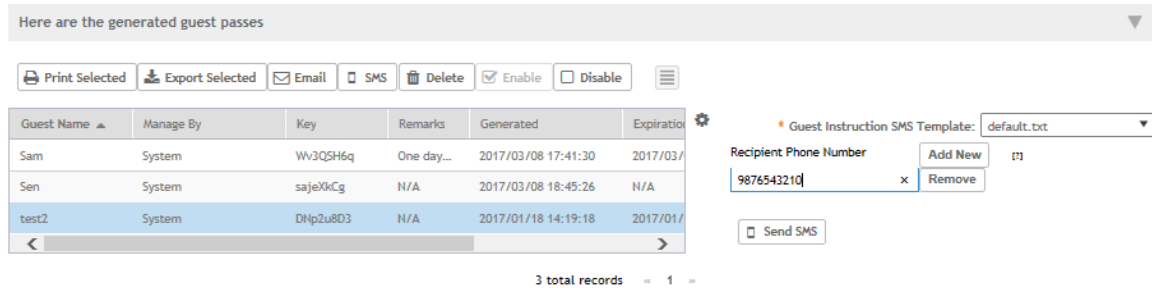 Here are the generated guest passes
Print Selected Export Selected Email SMS Delete Enable Disable
Guest Name Manage By Key Remarks Generated Expiration
Sam System Wv3QSH6q One day... 2017/03/08 17:41:30 2017/03/
Sen System sajeXkCg N/A 2017/03/08 18:45:26 N/A
test2 System DNp2u8D3 N/A 2017/01/18 14:19:18 2017/01/
3 total records « 1 »
* Guest Instruction SMS Template: default.txt
Recipient Phone Number Add New [?]
9876543210 × Remove
Send SMS